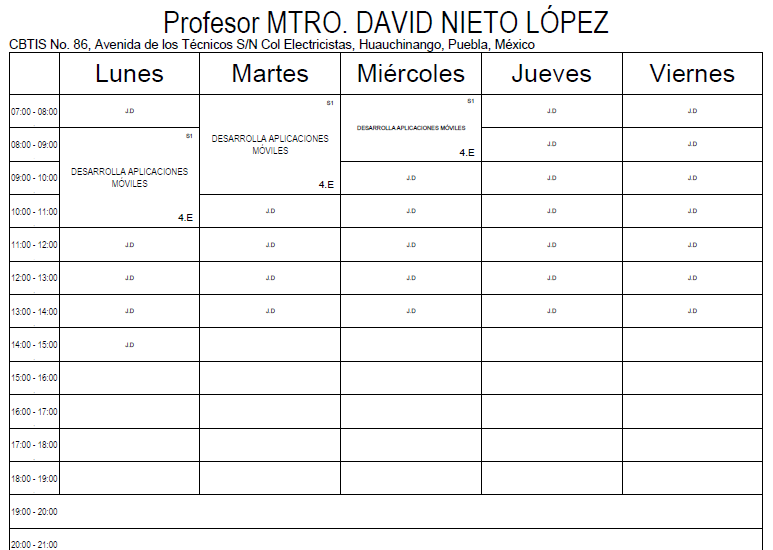 Profesor MTRO. DAVID NIETO LÓPEZ
CBTIS No. 86, Avenida de los Técnicos S/N Col Electricistas, Huauchinango, Puebla, México
Lunes Martes Miércoles Jueves Viernes
07:00 - 08:00 J.D S1 S1 J.D J.D
DESARROLLA APLICACIONES MÓVILES
08:00 - 09:00 S1 DESARROLLA APLICACIONES J.D J.D
MÓVILES
4.E
09:00 - 10:00 DESARROLLA APLICACIONES J.D J.D J.D
MÓVILES
4.E
10:00 - 11:00 J.D J.D J.D J.D
4.E
11:00 - 12:00 J.D J.D J.D J.D J.D
12:00 - 13:00 J.D J.D J.D J.D J.D
13:00 - 14:00 J.D J.D J.D J.D J.D
14:00 - 15:00 J.D
15:00 - 16:00
16:00 - 17:00
17:00 - 18:00
18:00 - 19:00
19:00 - 20:00
20:00 - 21:00